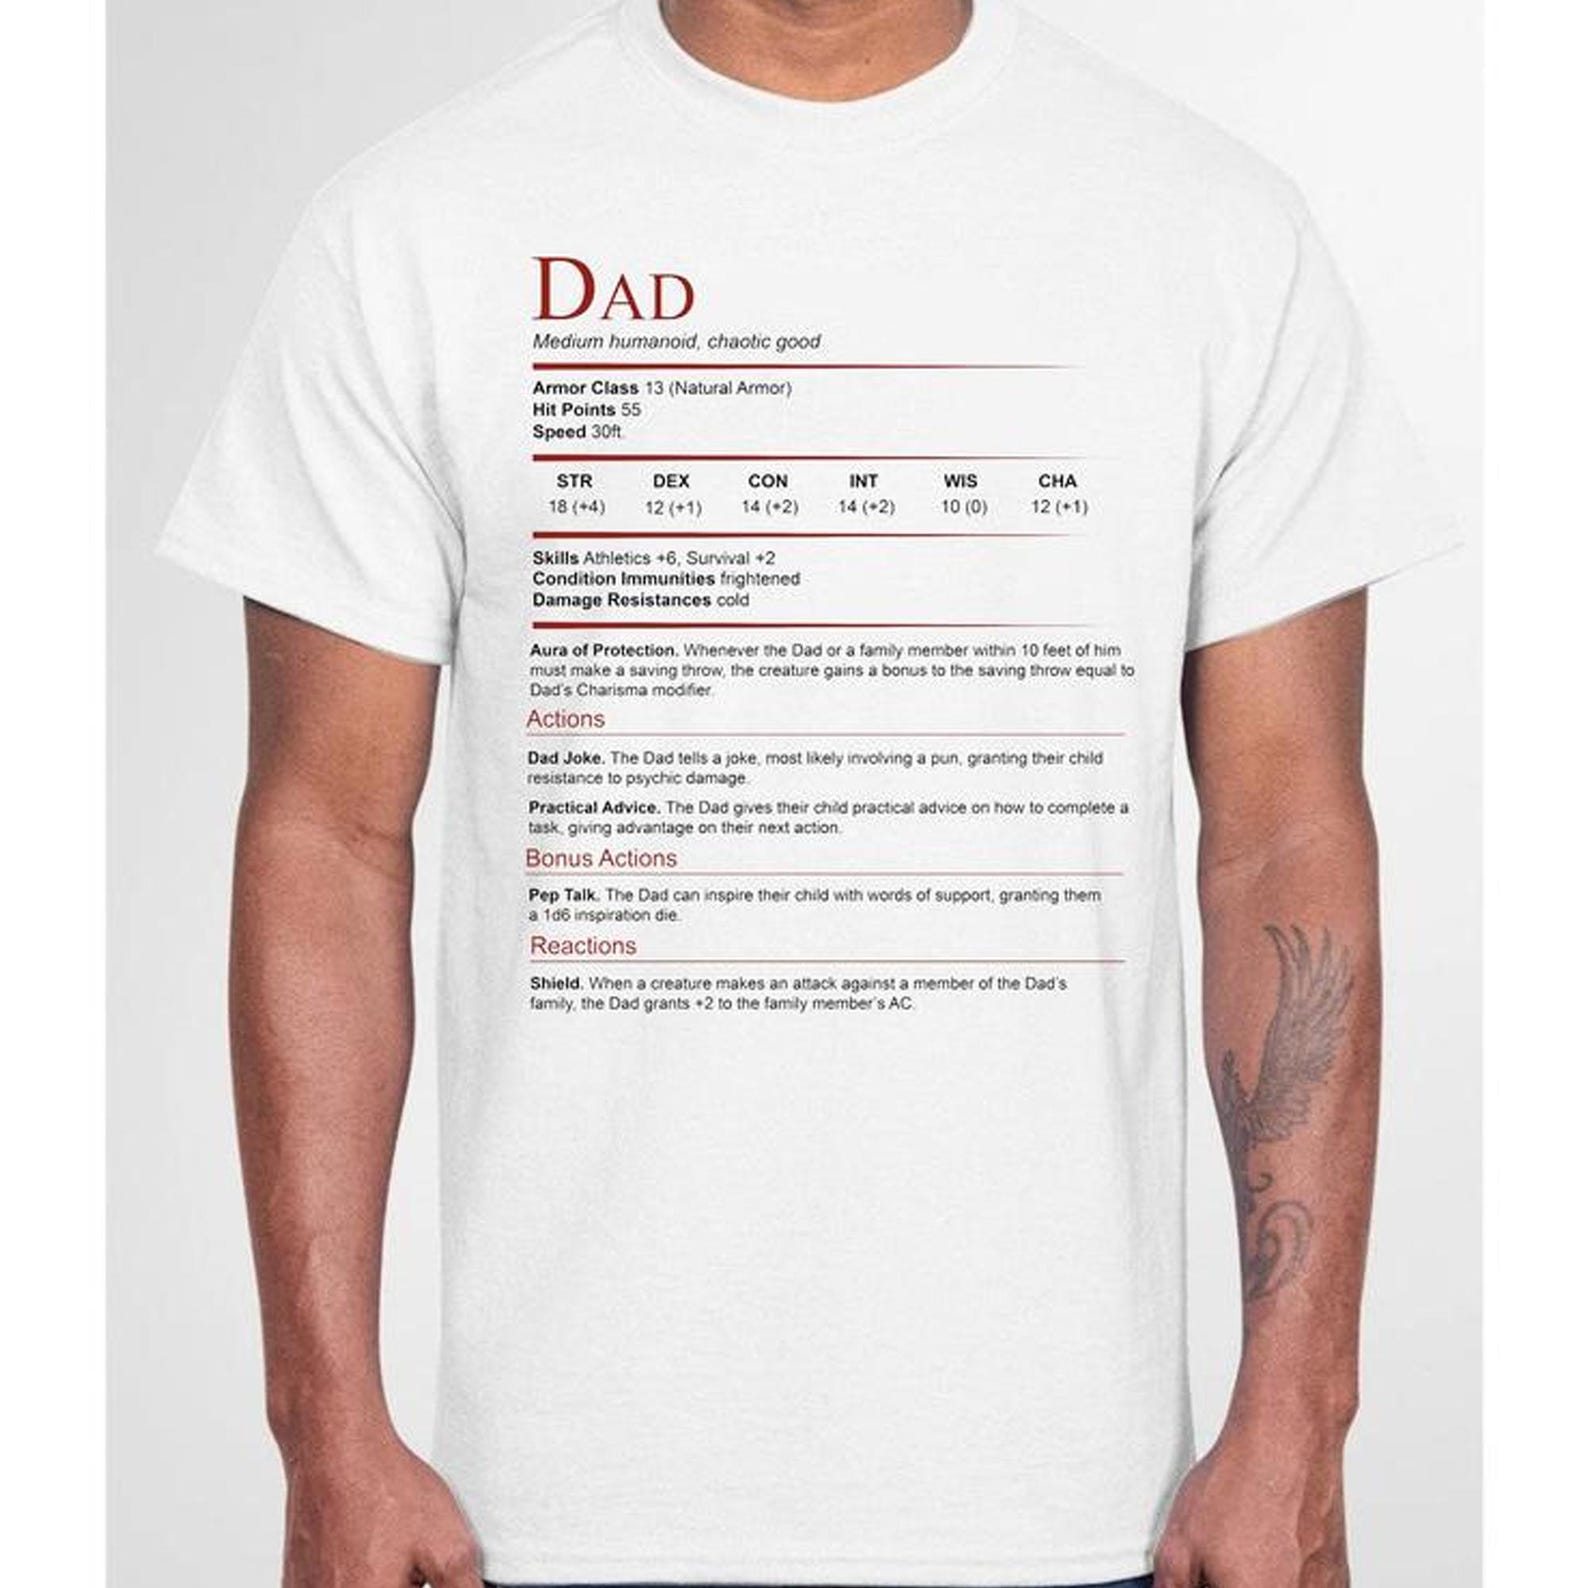 DAD
Medium humanoid, chaotic good
Armor Class 13 (Natural Armor)
Hit Points 55
Speed 30ft.
STR DEX CON INT WIS CHA
18 (+4) 12 (+1) 14 (+2) 14 (+2) 10 (0) 12 (+1)
Skills Athletics +6, Survival +2
Condition Immunities frightened
Damage Resistances cold
Aura of Protection. Whenever the Dad or a family member within 10 feet of him
must make a saving throw, the creature gains a bonus to the saving throw equal to
Dad's Charisma modifier.
Actions
Dad Joke. The Dad tells a joke, most likely involving a pun, granting their child
resistance to psychic damage.
Practical Advice. The Dad gives their child practical advice on how to complete a
task, giving advantage on their next action.
Bonus Actions
Pep Talk. The Dad can inspire their child with words of support, granting them
a 1d6 inspiration die.
Reactions
Shield. When a creature makes an attack against a member of the Dad's
family, the Dad grants +2 to the family member's AC.